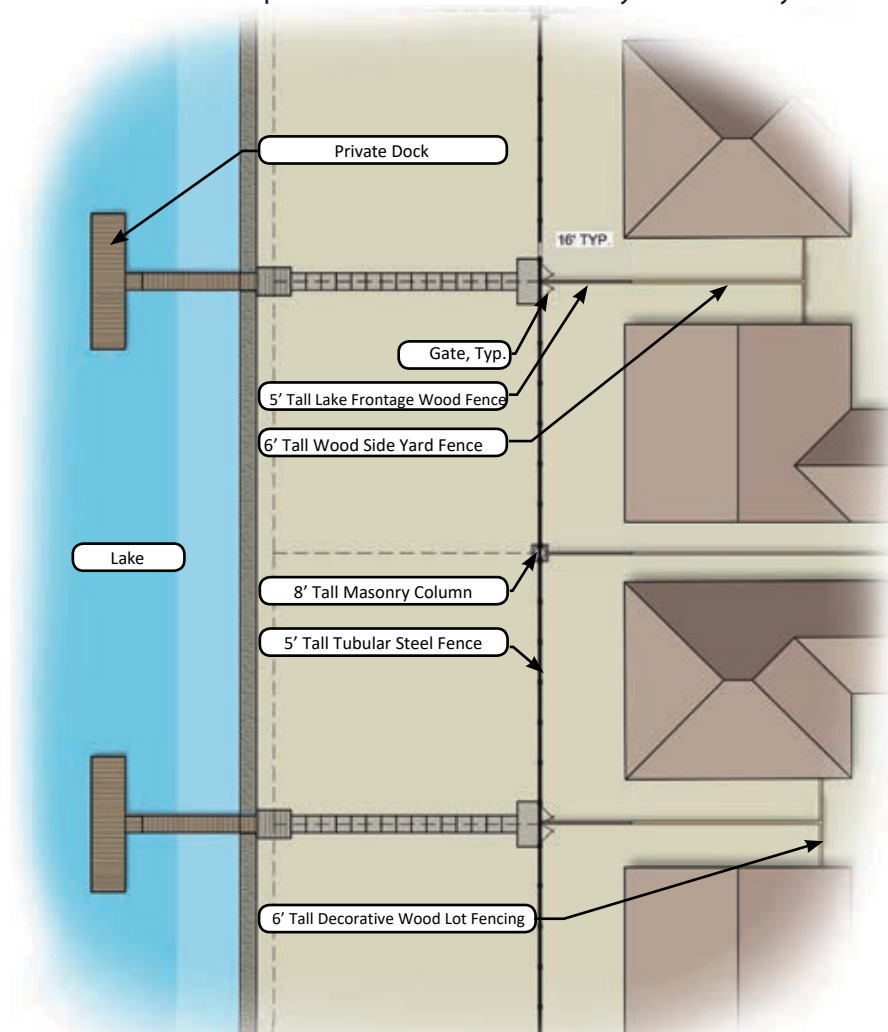 Private Dock
16' TYP.
Gate, Typ.
5’ Tall Lake Frontage Wood Fence
6’ Tall Wood Side Yard Fence
Lake
8’ Tall Masonry Column
5’ Tall Tubular Steel Fence
6’ Tall Decorative Wood Lot Fencing